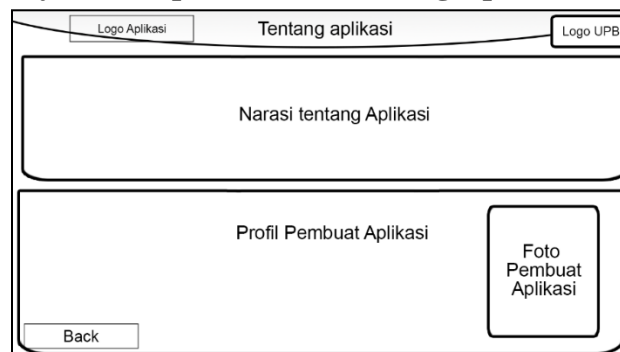 Logo Aplikasi
Tentang aplikasi
Logo UPB
Narasi tentang Aplikasi
Profil Pembuat Aplikasi
Foto
Pembuat
Aplikasi
Back